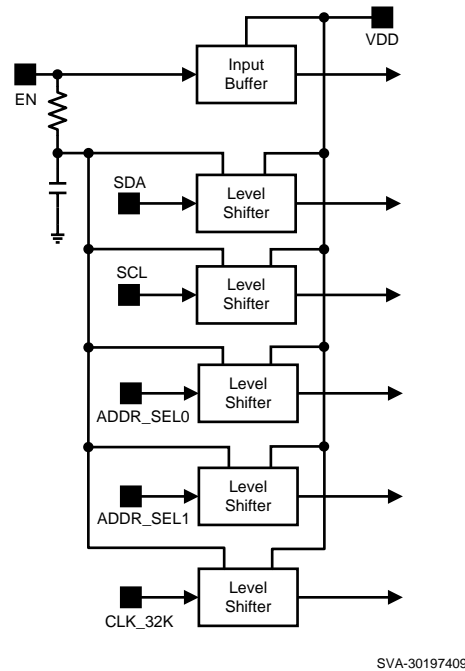 VDD
Input
Buffer
EN
SDA
Level
Shifter
SCL
Level
Shifter
Level
Shifter
ADDR_SEL0
Level
Shifter
ADDR_SEL1
Level
Shifter
CLK_32K
SVA-30197409